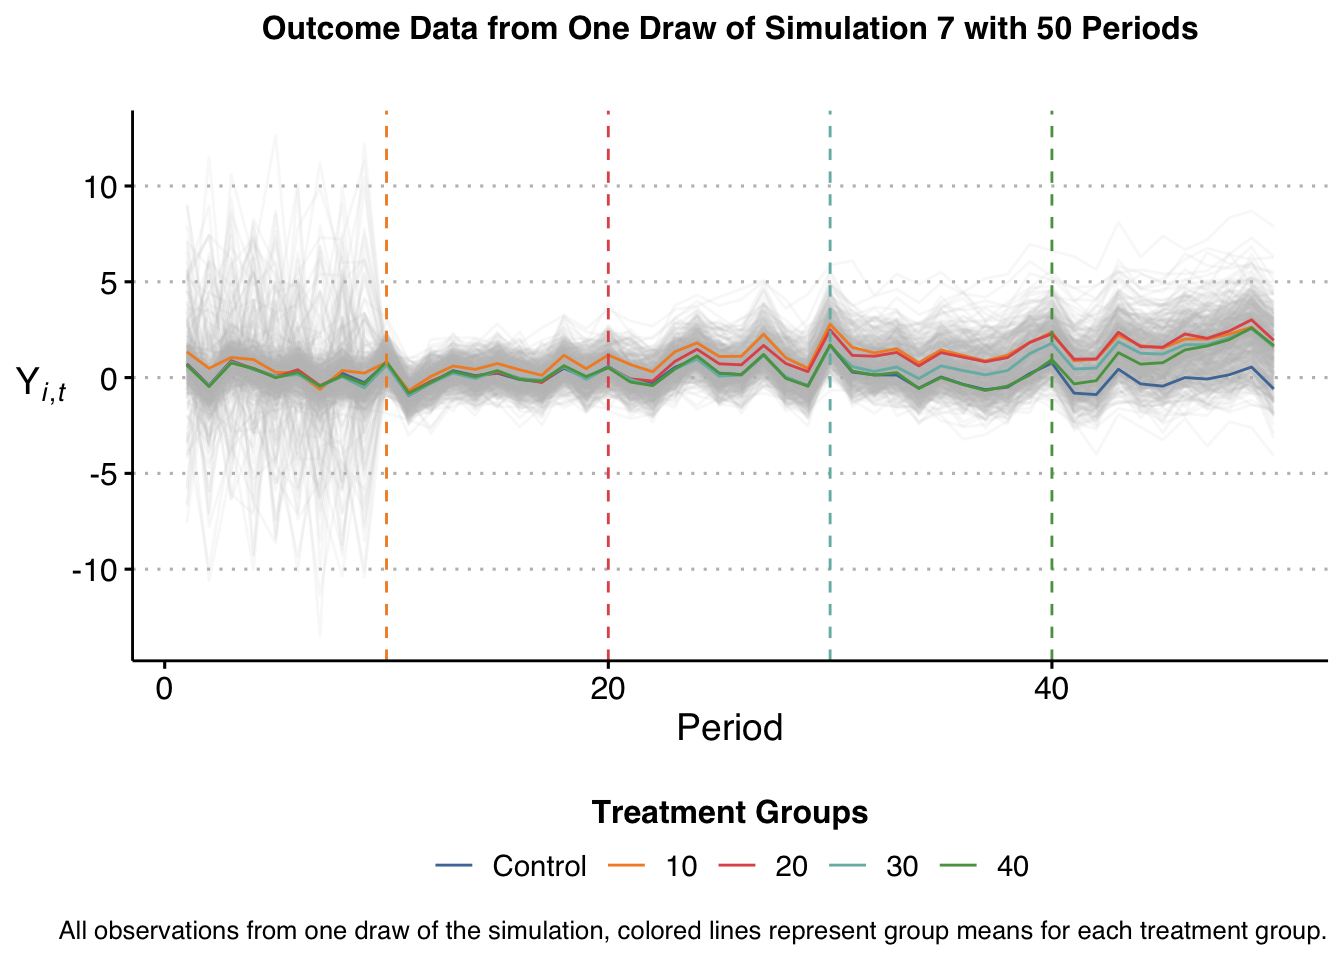 Outcome Data from One Draw of Simulation 7 with 50 Periods
10
5
0
-5
-10
Y i,t
0 20 40
Period
Treatment Groups
Control 10 20 30 40
All observations from one draw of the simulation, colored lines represent group means for each treatment group.